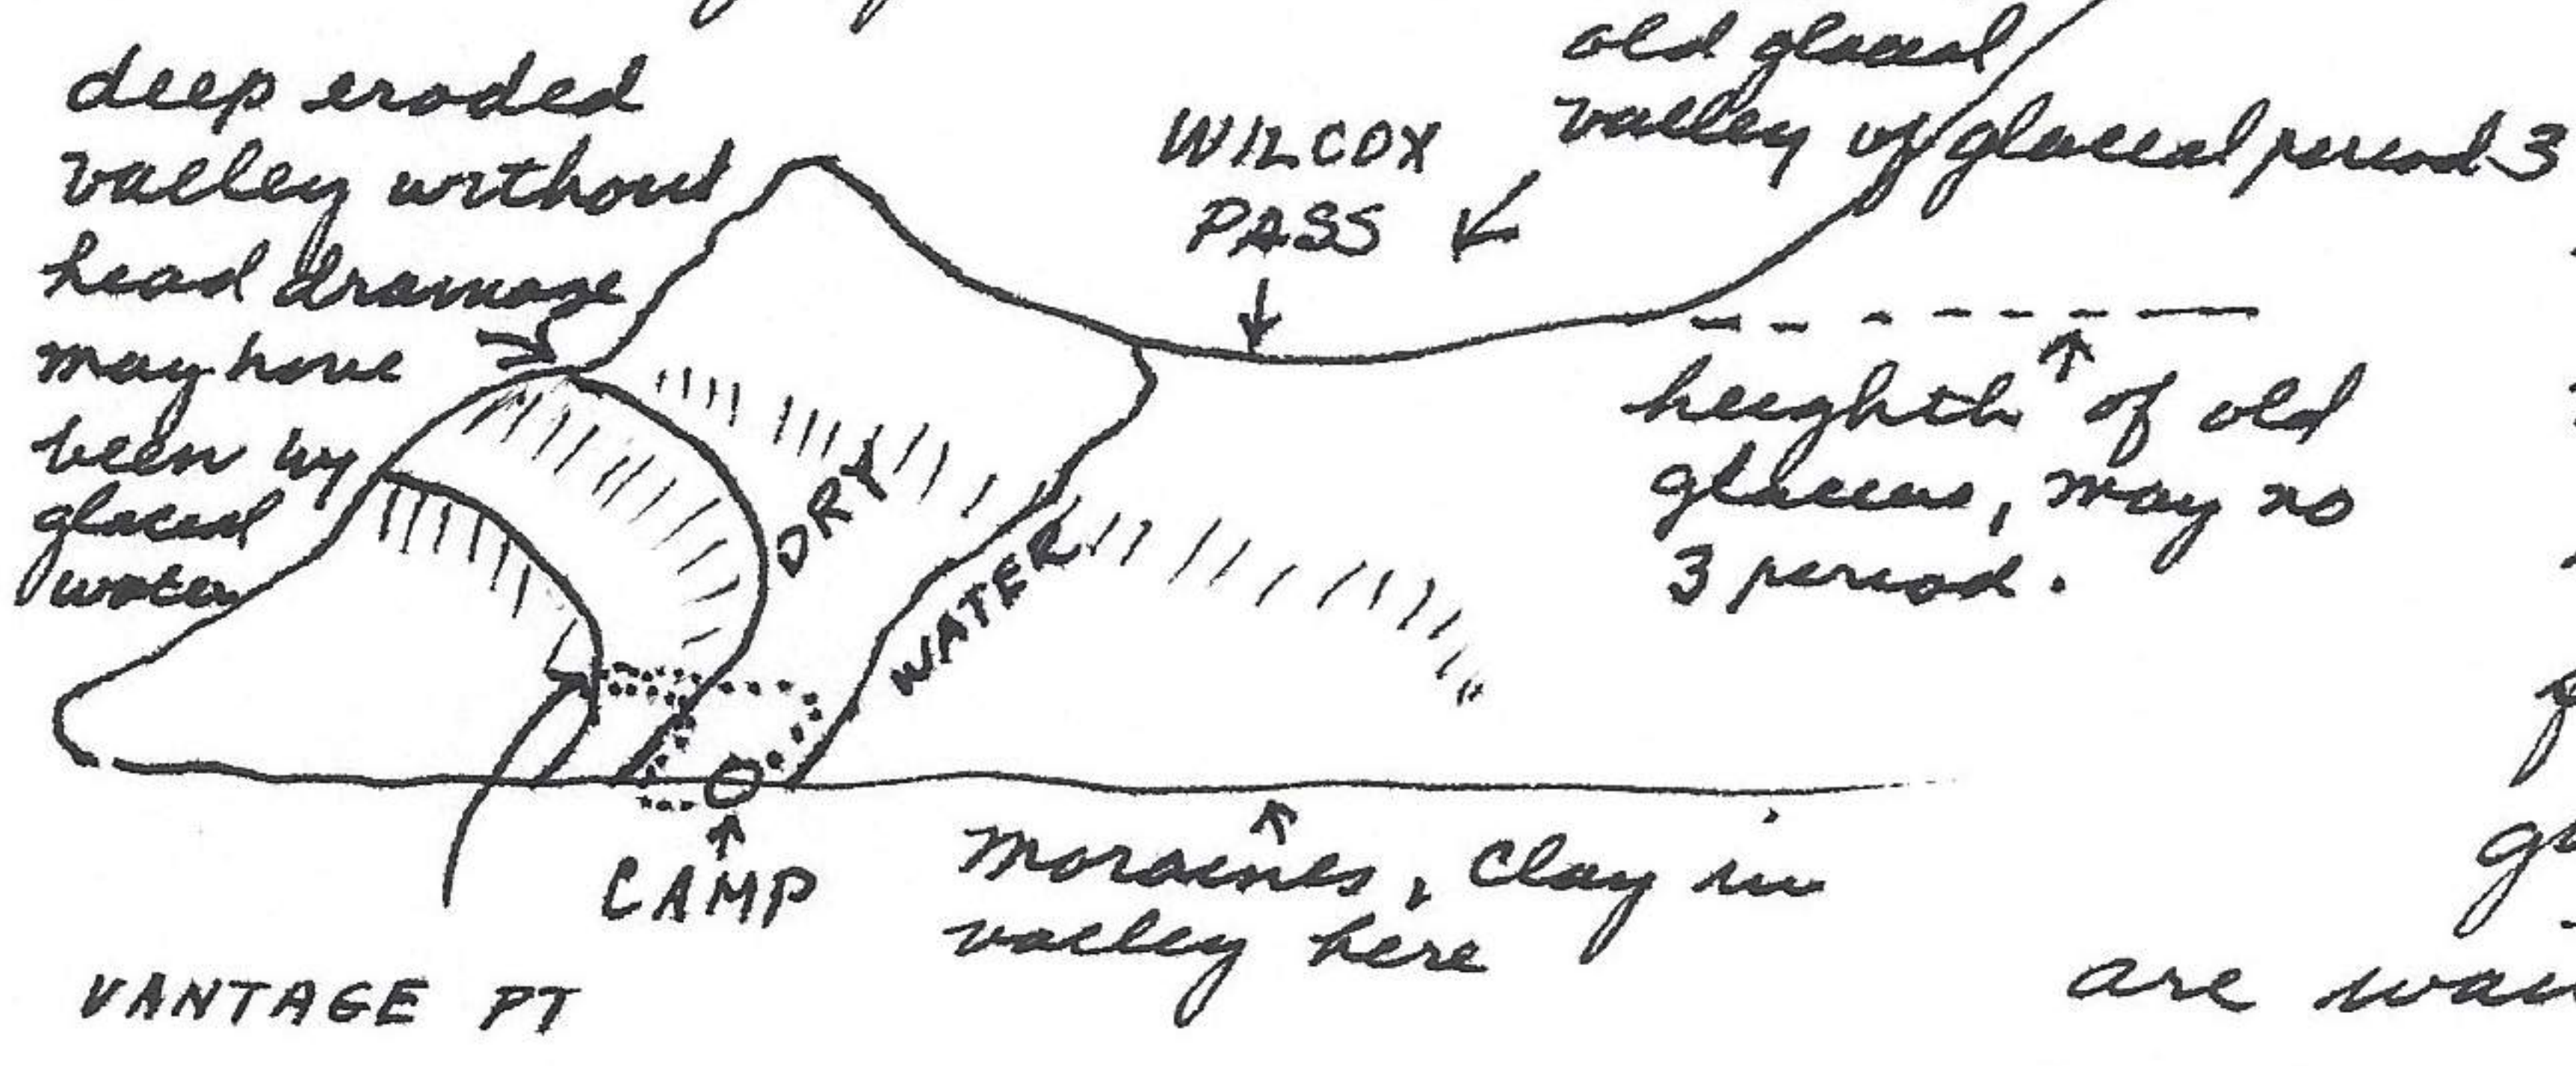 deep eroded
valley without
head drainage
may have
been by
glacial
water
WILCOX
PASS
old glacial
valley of glacial period 3
heighth of old
glaciers, may no
3 period.
DRY
WATER
CAMP
moraines, clay in
valley here
VANTAGE PT
are